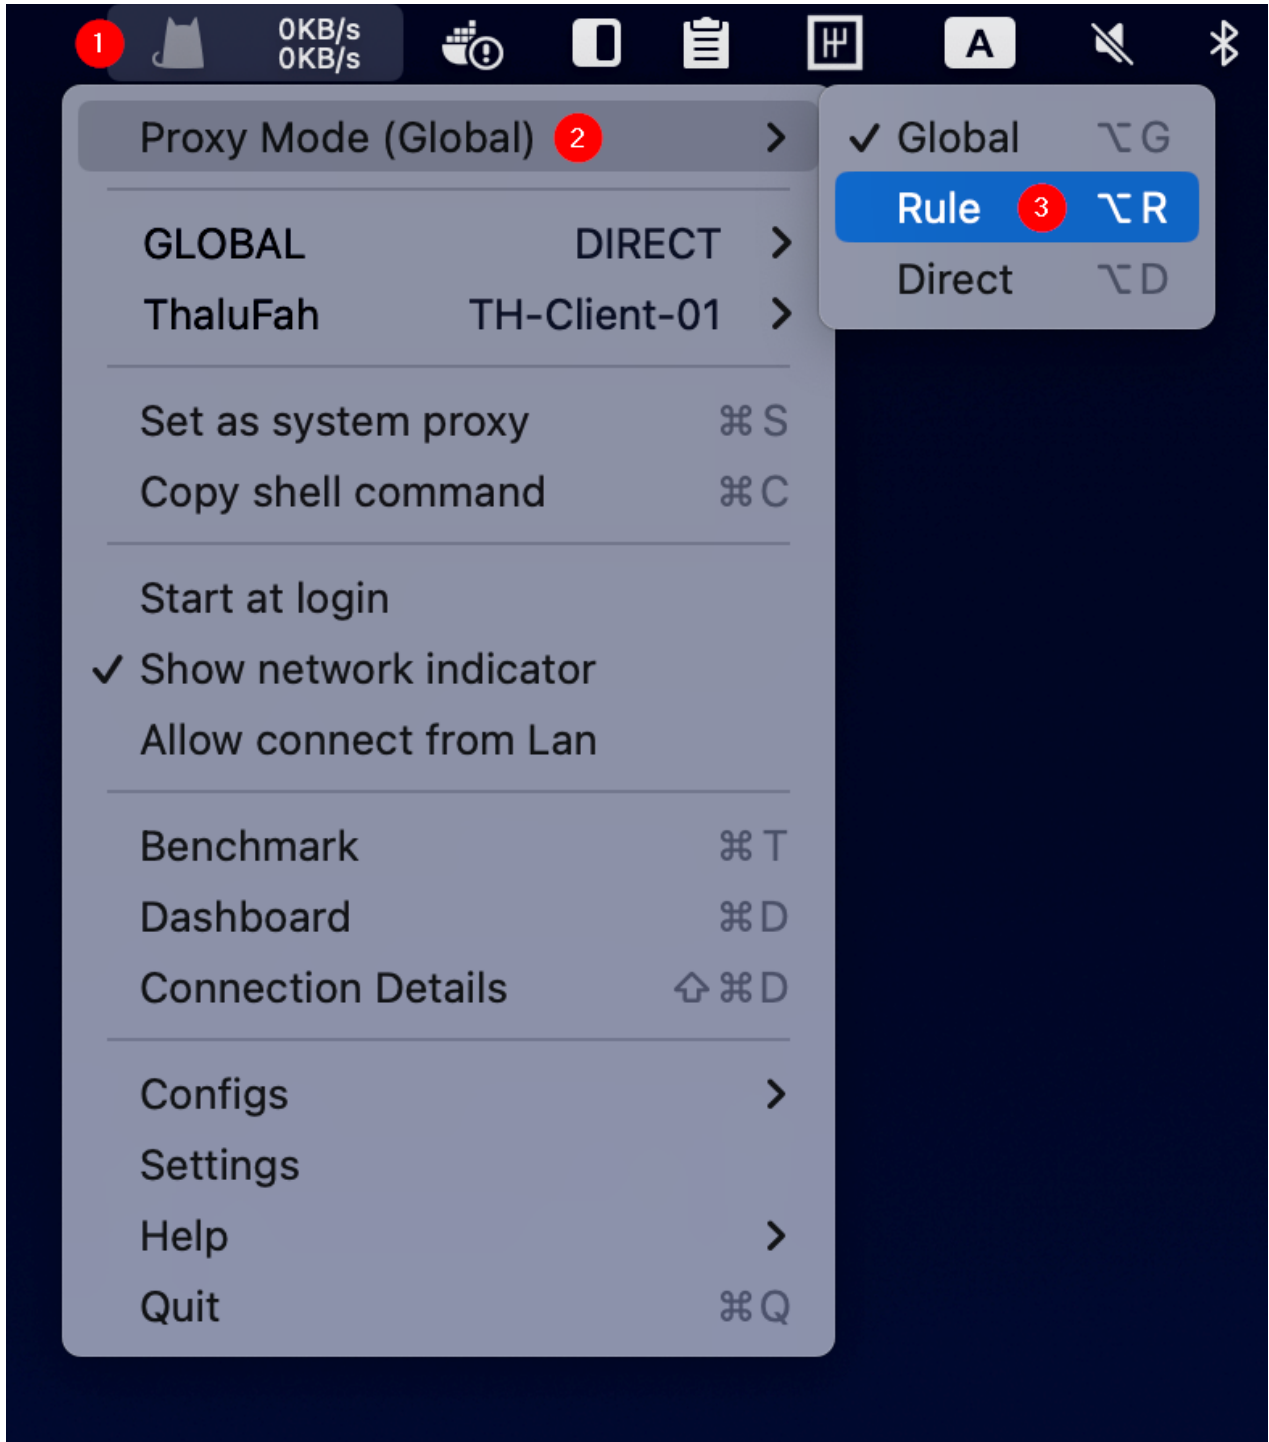 1 0KB/s
0KB/s
A
Proxy Mode (Global) 2
GLOBAL DIRECT
ThaluFah TH-Client-01
Set as system proxy ⌘ S
Copy shell command ⌘ C
Start at login
✓ Show network indicator
Allow connect from Lan
Benchmark ⌘ T
Dashboard ⌘ D
Connection Details ⇧ ⌘ D
Configs
Settings
Help
Quit ⌘ Q
✓ Global ⌥ G
Rule 3 ⌥ R
Direct ⌥ D